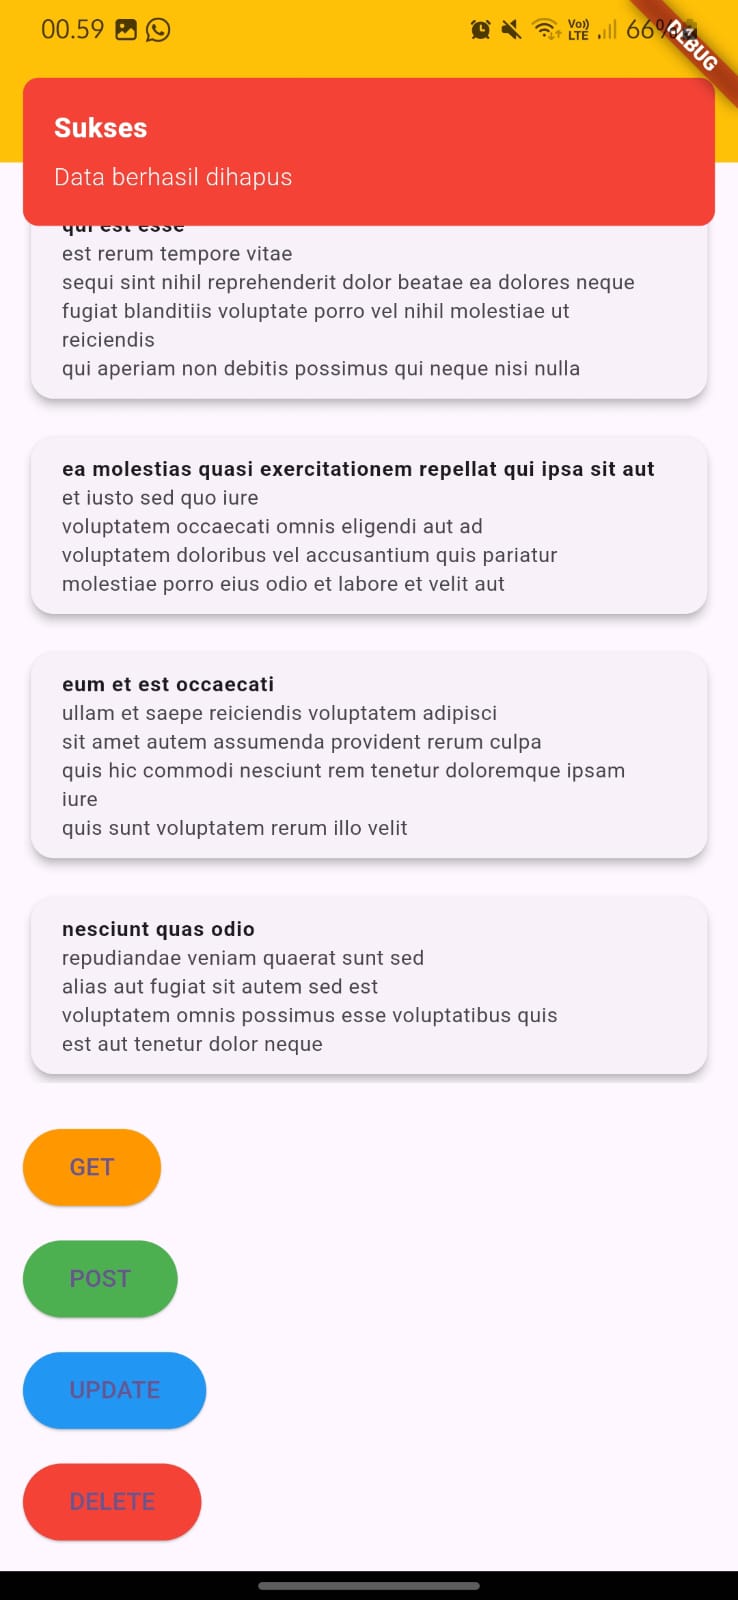 00.59
Vo))
LTE
66%
DEBUG
Sukses
Data berhasil dihapus
qui est esse
est rerum tempore vitae
sequi sint nihil reprehenderit dolor beatae ea dolores neque
fugiat blanditiis voluptate porro vel nihil molestiae ut
reiciendis
qui aperiam non debitis possimus qui neque nisi nulla
ea molestias quasi exercitationem repellat qui ipsa sit aut
et iusto sed quo iure
voluptatem occaecati omnis eligendi aut ad
voluptatem doloribus vel accusantium quis pariatur
molestiae porro eius odio et labore et velit aut
eum et est occaecati
ullam et saepe reiciendis voluptatem adipisci
sit amet autem assumenda provident rerum culpa
quis hic commodi nesciunt rem tenetur doloremque ipsam
iure
quis sunt voluptatem rerum illo velit
nesciunt quas odio
repudiandae veniam quaerat sunt sed
alias aut fugiat sit autem sed est
voluptatem omnis possimus esse voluptatibus quis
est aut tenetur dolor neque
GET
POST
UPDATE
DELETE